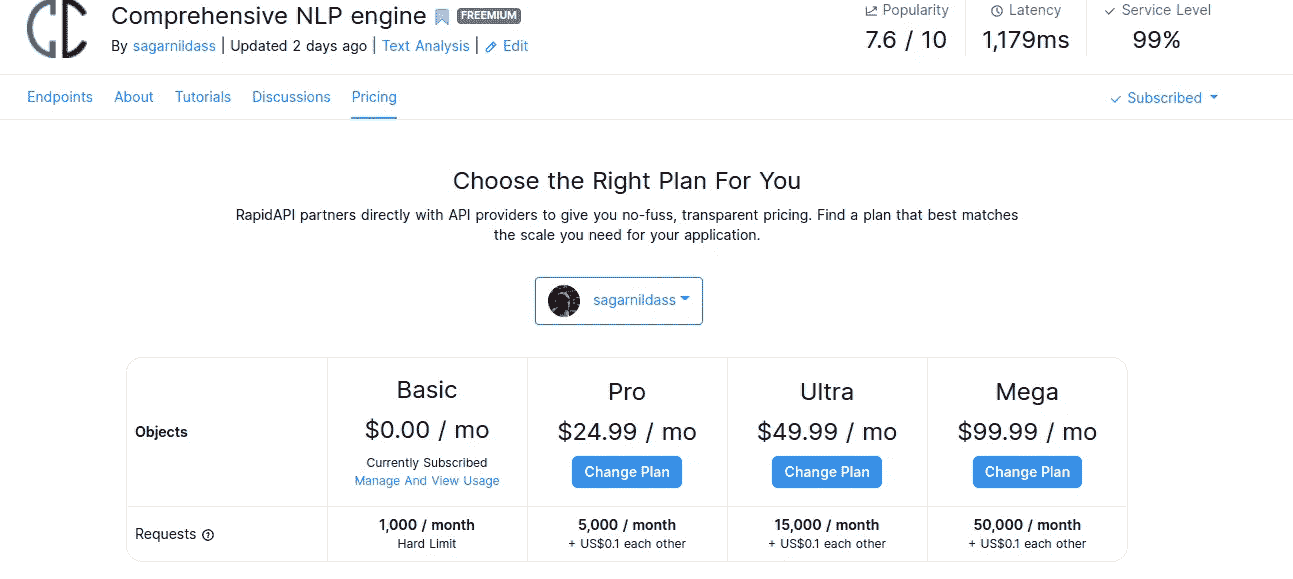 Comprehensive NLP engine FREEMIUM
By sagarnildass | Updated 2 days ago | Text Analysis | Edit
Popularity
7.6 / 10
Latency
1,179ms
Service Level
99%
Endpoints About Tutorials Discussions Pricing
Subscribed
Choose the Right Plan For You
RapidAPI partners directly with API providers to give you no-fuss, transparent pricing. Find a plan that best matches
the scale you need for your application.
sagarnildass
Objects
Basic
$0.00 / mo
Currently Subscribed
Manage And View Usage
Pro
$24.99 / mo
Change Plan
Ultra
$49.99 / mo
Change Plan
Mega
$99.99 / mo
Change Plan
Requests
1,000 / month
Hard Limit
5,000 / month
+ US$0.1 each other
15,000 / month
+ US$0.1 each other
50,000 / month
+ US$0.1 each other